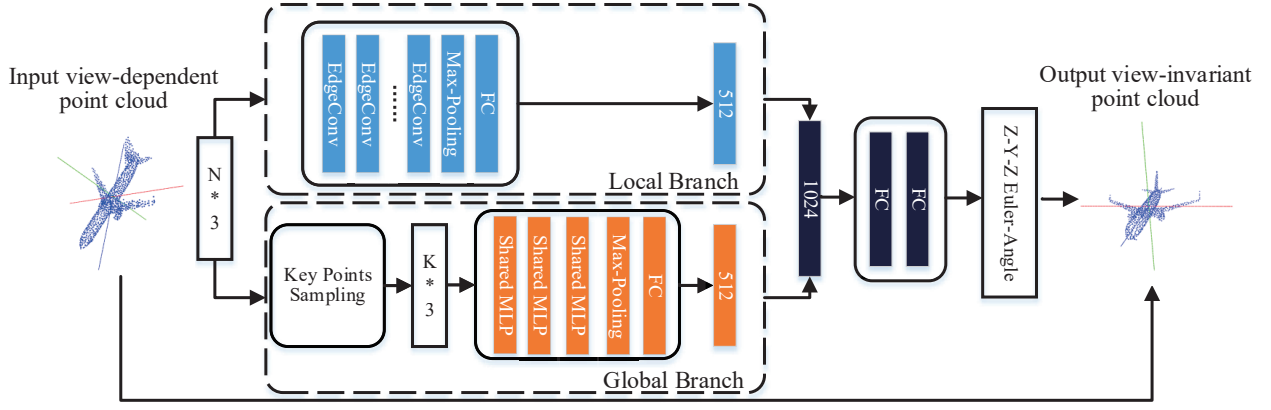 Input view-dependent
point cloud
N
*
3
EdgeConv
EdgeConv
......
EdgeConv
Max-Pooling
FC
512
Local Branch
Key Points
Sampling
K
*
3
Shared MLP
Shared MLP
Shared MLP
Max-Pooling
FC
512
Global Branch
1024
FC
FC
Z-Y-Z Euler-Angle
Output view-invariant
point cloud